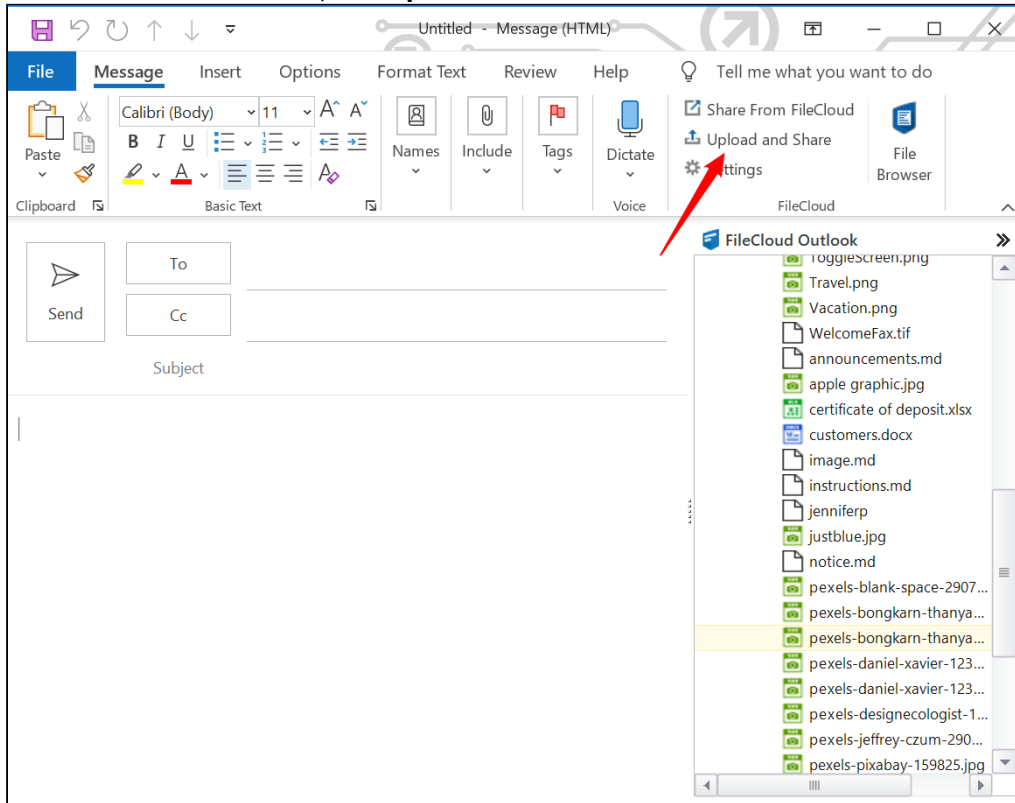 Untitled - Message (HTML)
File Message Insert Options Format Text Review Help Tell me what you want to do
Calibri (Body) 11 A A
Share From FileCloud
B I U
Upload and Share
Paste
Names Include Tags Dictate
File
Browser
A
Clipboard Basic Text Voice FileCloud
FileCloud Outlook
ToggleScreen.png
To
Travel.png
Vacation.png
Send
Cc
WelcomeFax.tif
announcements.md
Subject
apple graphic.jpg
certificate of deposit.xlsx
customers.docx
image.md
instructions.md
jenniferp
justblue.jpg
notice.md
pexels-blank-space-2907...
pexels-bongkarn-thanya...
pexels-bongkarn-thanya...
pexels-daniel-xavier-123...
pexels-daniel-xavier-123...
pexels-designecologist-1...
pexels-jeffrey-czum-290...
pexels-pixabay-159825.jpg